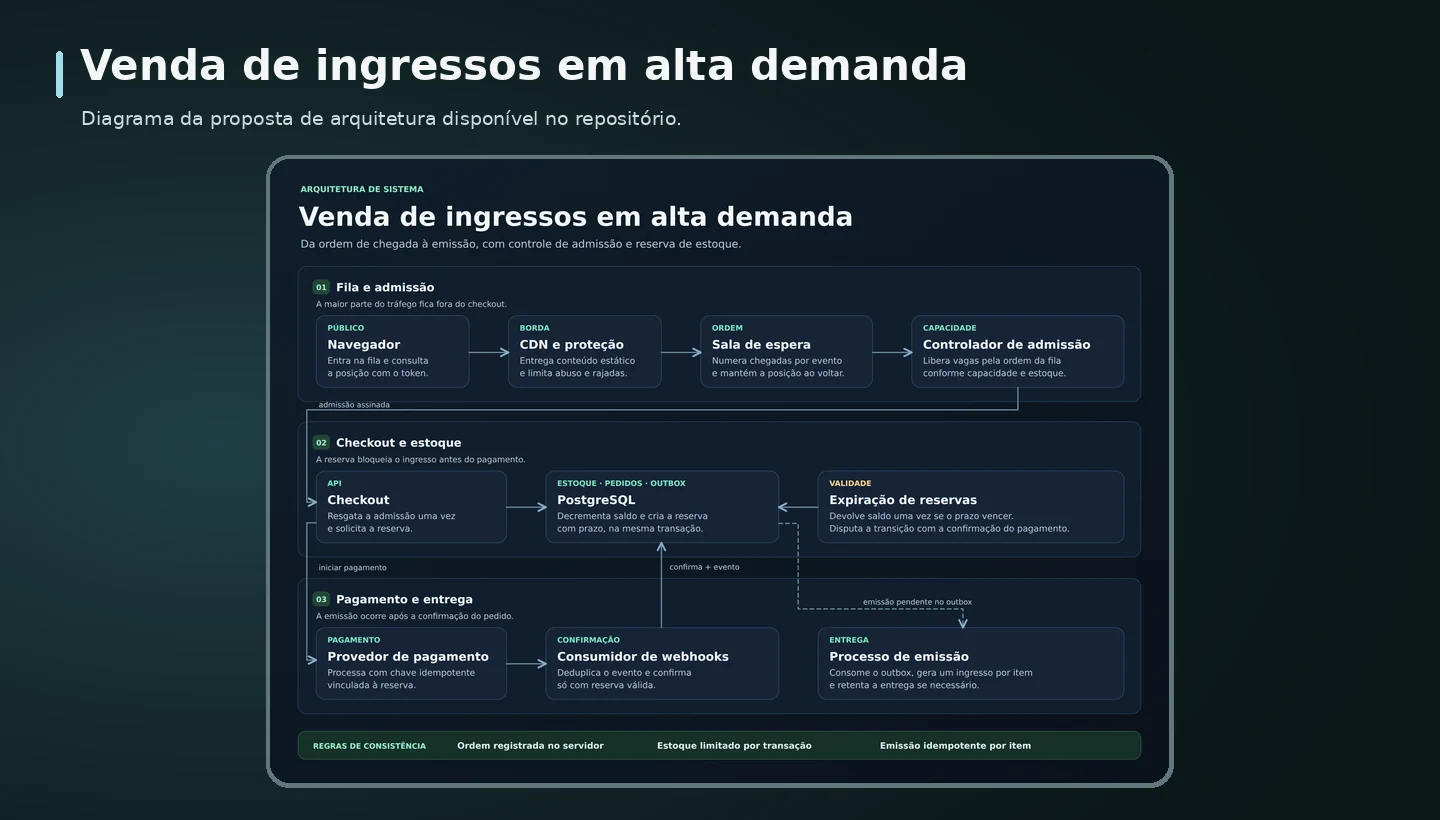 Venda de ingressos em alta demanda
Diagrama da proposta de arquitetura disponível no repositório.
ARQUITETURA DE SISTEMA
Venda de ingressos em alta demanda
Da ordem de chegada à emissão, com controle de admissão e reserva de estoque.
01 Fila e admissão
A maior parte do tráfego fica fora do checkout.
PÚBLICO
Navegador
Entra na fila e consulta
a posição com o token.
BORDA
CDN e proteção
Entrega conteúdo estático
e limita abuso e rajadas.
ORDEM
Sala de espera
Numera chegadas por evento
e mantém a posição ao voltar.
CAPACIDADE
Controlador de admissão
Libera vagas pela ordem da fila
conforme capacidade e estoque.
admissão assinada
02 Checkout e estoque
A reserva bloqueia o ingresso antes do pagamento.
API
Checkout
Resgata a admissão uma vez
e solicita a reserva.
ESTOQUE · PEDIDOS · OUTBOX
PostgreSQL
Decrementa saldo e cria a reserva
com prazo, na mesma transação.
VALIDADE
Expiração de reservas
Devolve saldo uma vez se o prazo vencer.
Disputa a transição com a confirmação do pagamento.
iniciar pagamento
confirma + evento
emissão pendente no outbox
03 Pagamento e entrega
A emissão ocorre após a confirmação do pedido.
PAGAMENTO
Provedor de pagamento
Processa com chave idempotente
vinculada à reserva.
CONFIRMAÇÃO
Consumidor de webhooks
Deduplica o evento e confirma
só com reserva válida.
ENTREGA
Processo de emissão
Consome o outbox, gera um ingresso por item
e retenta a entrega se necessário.
REGRAS DE CONSISTÊNCIA
Ordem registrada no servidor
Estoque limitado por transação
Emissão idempotente por item